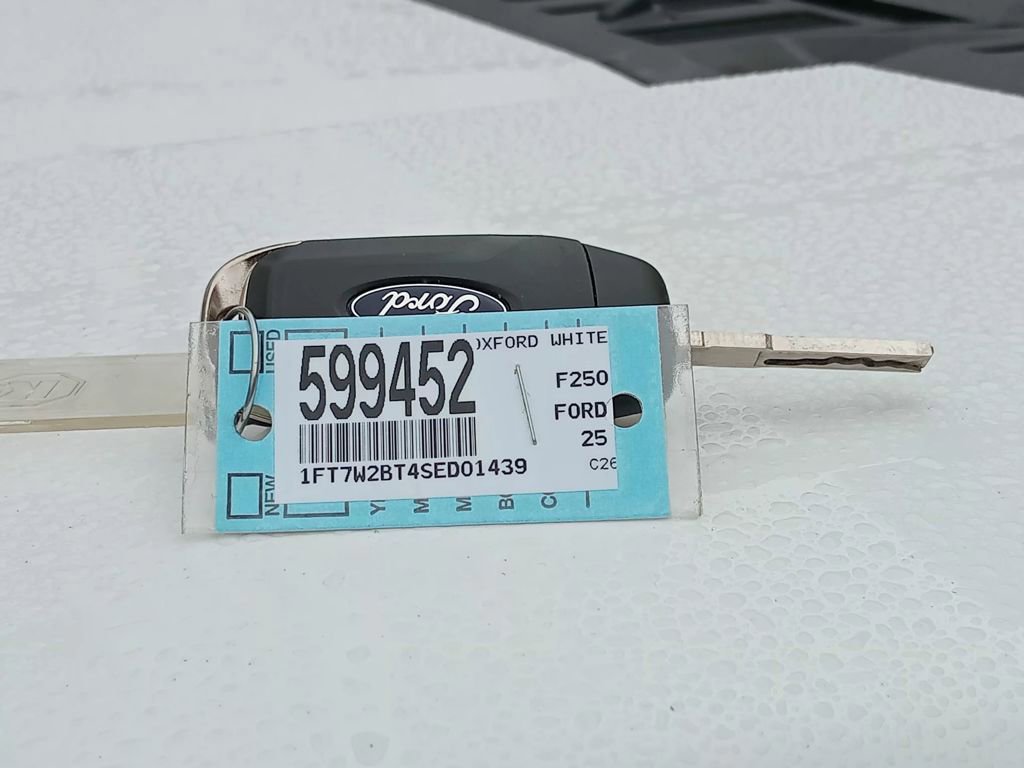 Ford
USED
599452
OXFORD WHITE
F250
FORD
25
C26
1FT7W2BT4SED01439
NEW